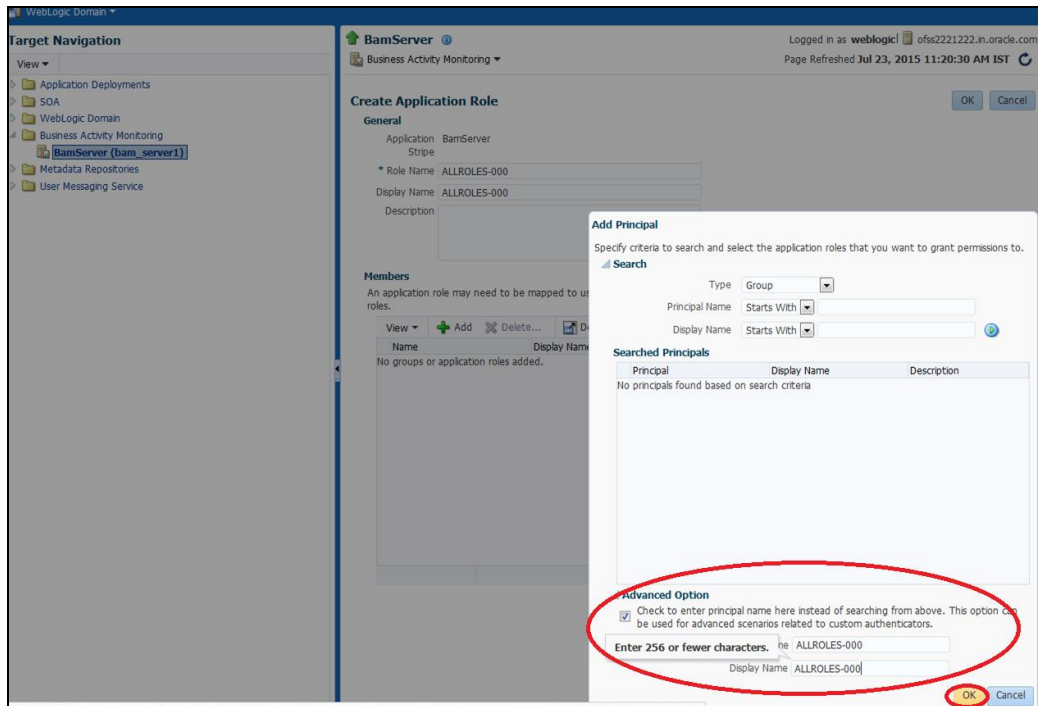 WebLogic Domain
Target Navigation
View
Application Deployments
SOA
WebLogic Domain
Business Activity Monitoring
BamServer (bam_server1)
Metadata Repositories
User Messaging Service
BamServer
Business Activity Monitoring
Logged in as weblogic| ofss2221222.in.oracle.com
Page Refreshed Jul 23, 2015 11:20:30 AM IST
Create Application Role
OK Cancel
General
Application Stripe BamServer
* Role Name ALLROLES-000
Display Name ALLROLES-000
Description
Members
An application role may need to be mapped to us
roles.
View Add Delete... D
Name Display Name
No groups or application roles added.
Add Principal
Specify criteria to search and select the application roles that you want to grant permissions to.
Search
Type Group
Principal Name Starts With
Display Name Starts With
Searched Principals
Principal Display Name Description
No principals found based on search criteria
Advanced Option
Check to enter principal name here instead of searching from above. This option can
be used for advanced scenarios related to custom authenticators.
Enter 256 or fewer characters. ne ALLROLES-000
Display Name ALLROLES-000
OK Cancel